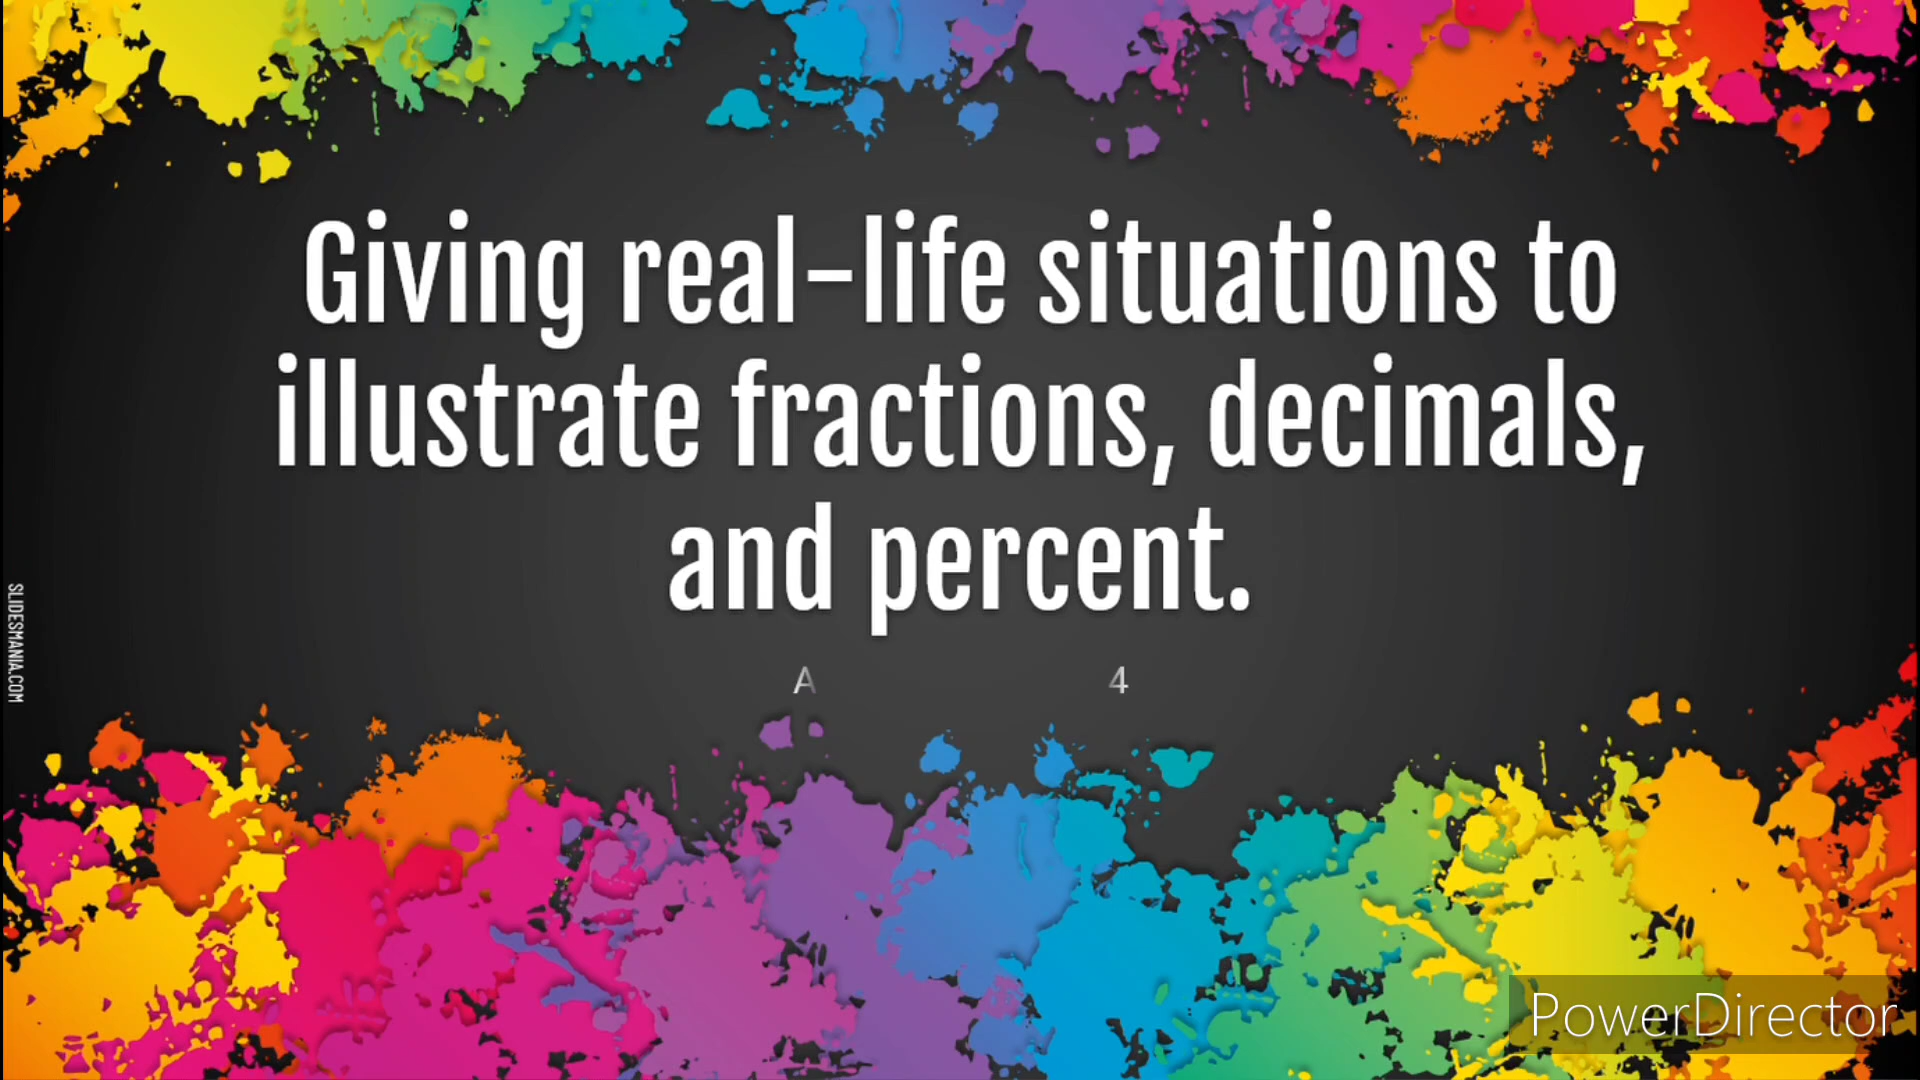 Giving real-life situations to
illustrate fractions, decimals,
and percent.
A 4
SLIDESMANIA.COM
PowerDirector